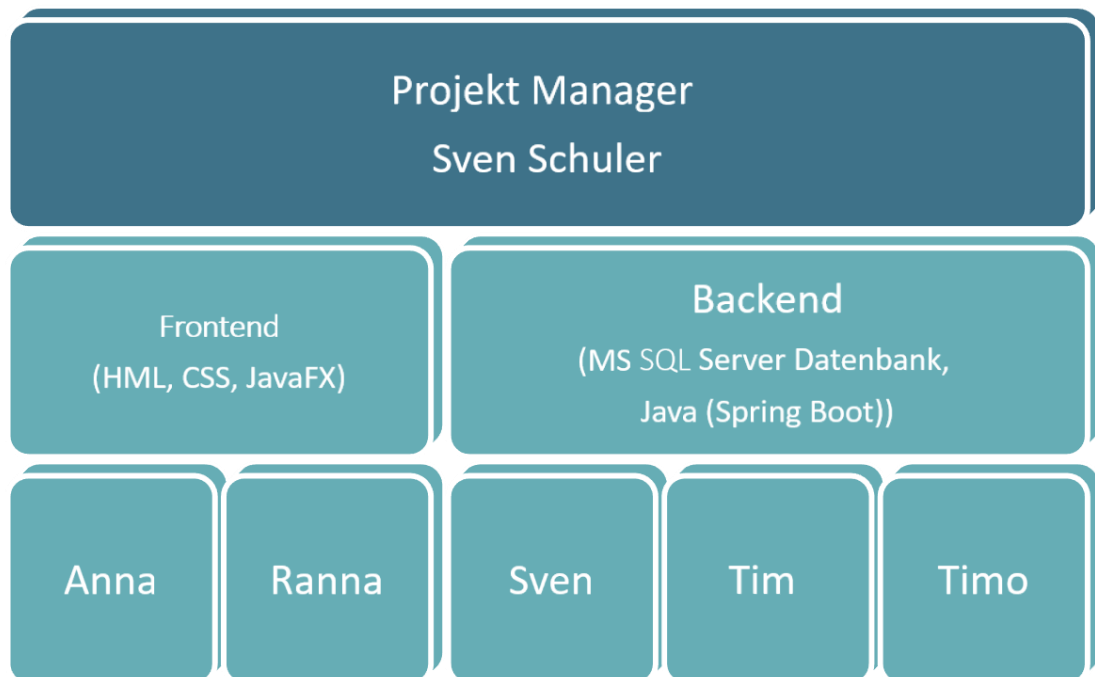 Projekt Manager
Sven Schuler
Frontend
(HML, CSS, JavaFX)
Backend
(MS SQL Server Datenbank,
Java (Spring Boot))
Anna
Ranna
Sven
Tim
Timo